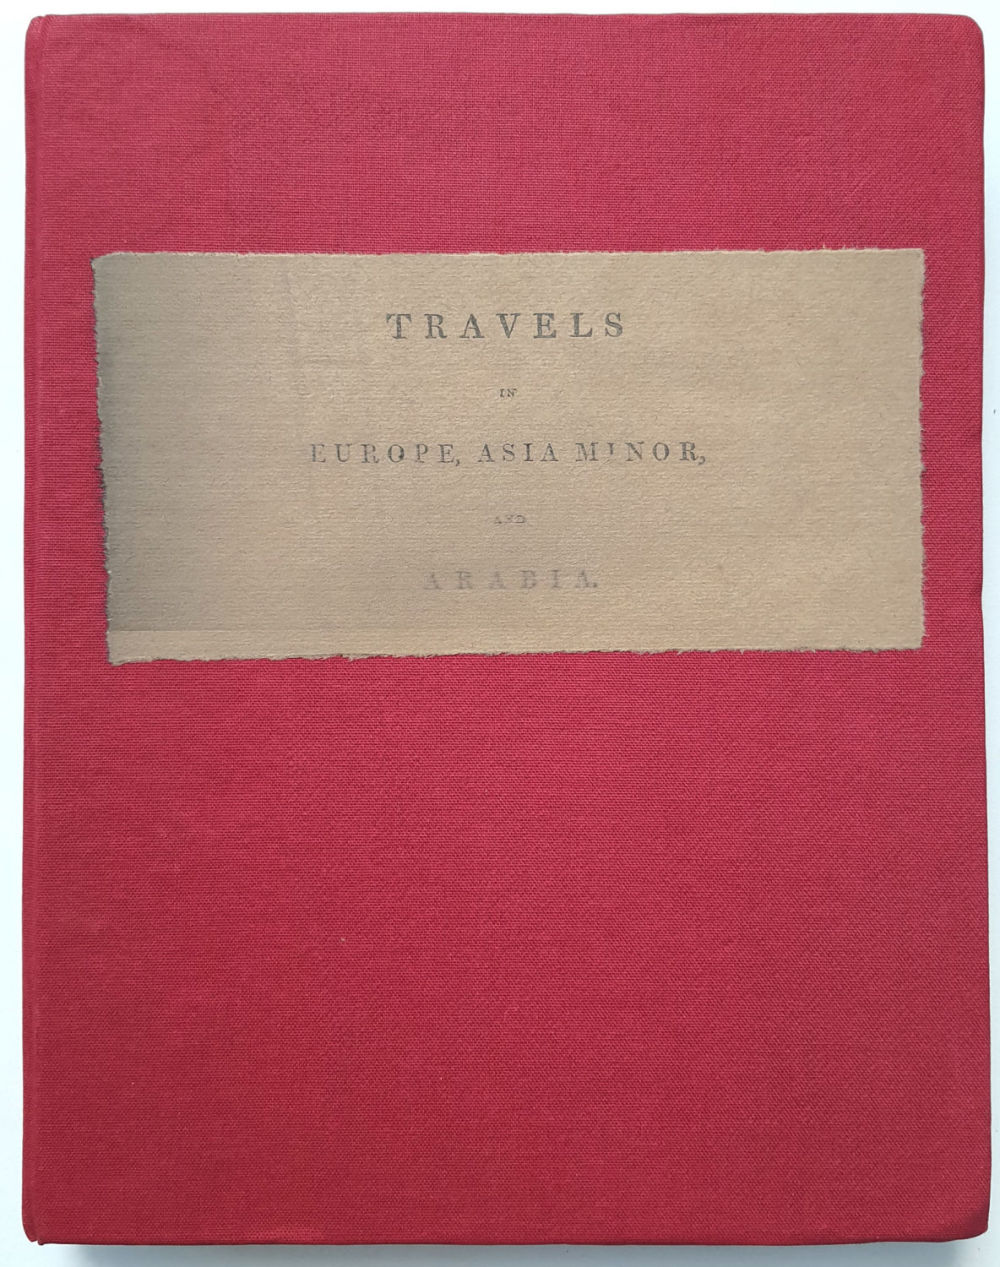 TRAVELS
IN
EUROPE, ASIA MINOR,
AND
ARABIA.